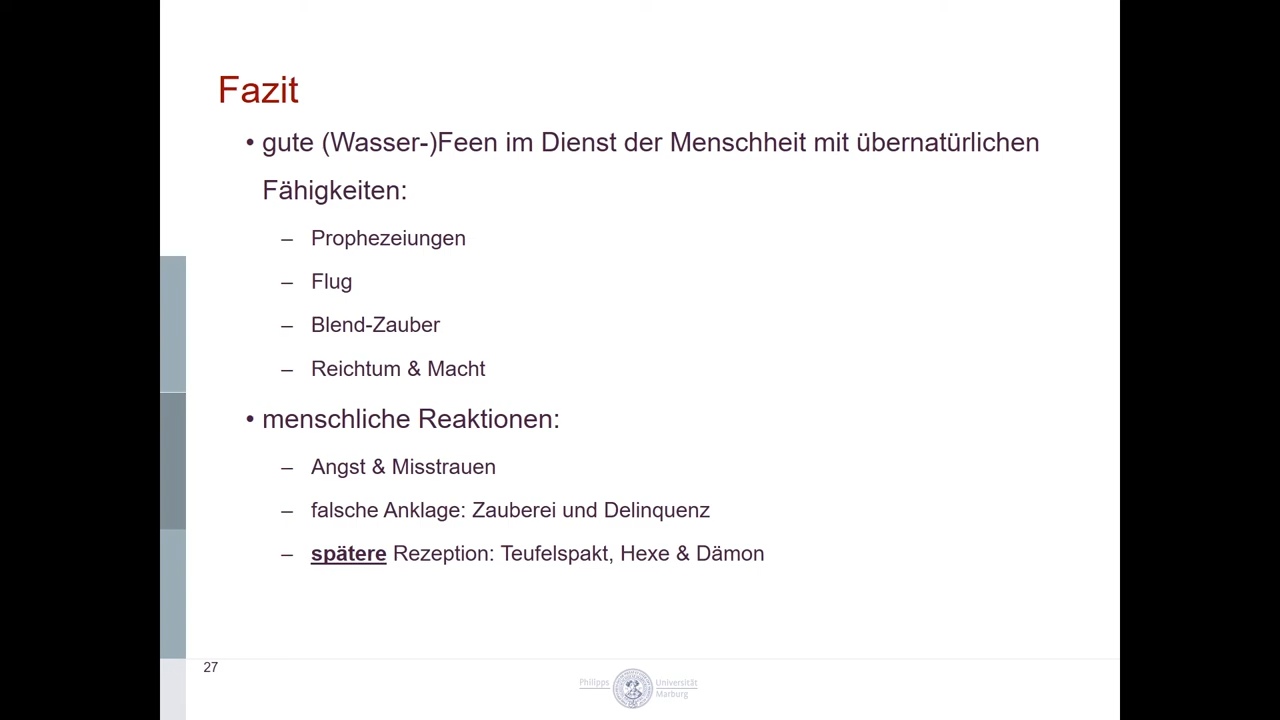 Fazit
• gute (Wasser-)Feen im Dienst der Menschheit mit übernatürlichen
Fähigkeiten:
– Prophezeiungen
– Flug
– Blend-Zauber
– Reichtum & Macht
• menschliche Reaktionen:
– Angst & Misstrauen
– falsche Anklage: Zauberei und Delinquenz
– spätere Rezeption: Teufelspakt, Hexe & Dämon
27
Philipps Universität
Marburg